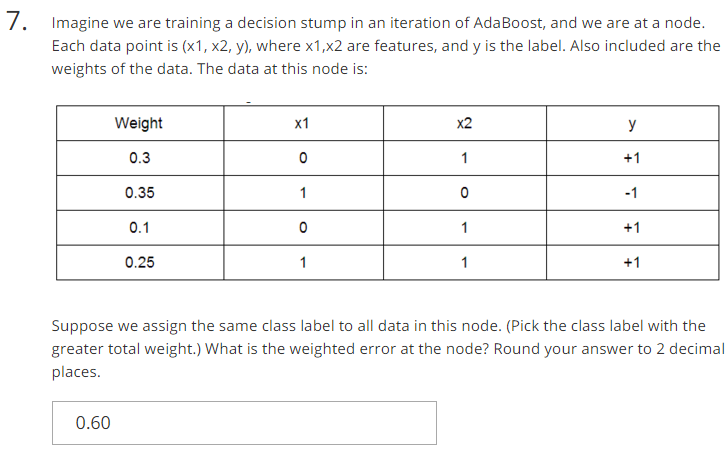 7. Imagine we are training a decision stump in an iteration of AdaBoost, and we are at a node.
Each data point is (x1, x2, y), where x1,x2 are features, and y is the label. Also included are the
weights of the data. The data at this node is:
Weight x1 x2 y
0.3 0 1 +1
0.35 1 0 -1
0.1 0 1 +1
0.25 1 1 +1
Suppose we assign the same class label to all data in this node. (Pick the class label with the
greater total weight.) What is the weighted error at the node? Round your answer to 2 decimal
places.
0.60